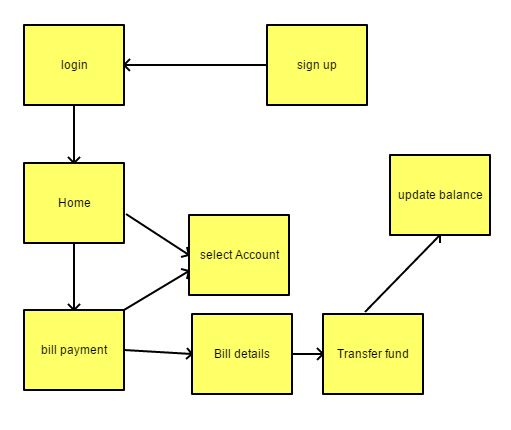 login
sign up
Home
update balance
select Account
bill payment
Bill details
Transfer fund